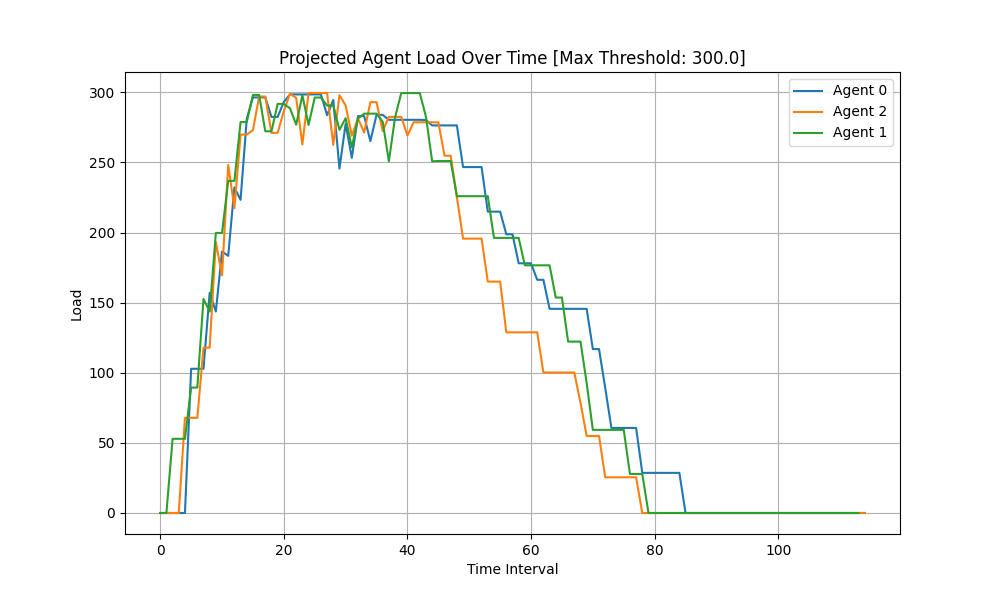 Projected Agent Load Over Time [Max Threshold: 300.0]
Agent 0
Agent 2
Agent 1
Load
300
250
200
150
100
50
0
0 20 40 60 80 100
Time Interval